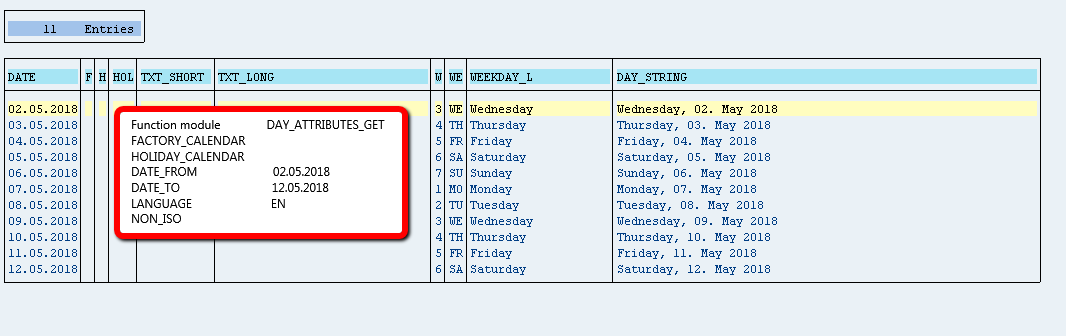 11 Entries
DATE F H HOL TXT_SHORT TXT_LONG W WE WEEKDAY_L DAY_STRING
02.05.2018 3 WE Wednesday Wednesday, 02. May 2018
03.05.2018 4 TH Thursday Thursday, 03. May 2018
04.05.2018 5 FR Friday Friday, 04. May 2018
05.05.2018 6 SA Saturday Saturday, 05. May 2018
06.05.2018 7 SU Sunday Sunday, 06. May 2018
07.05.2018 1 MO Monday Monday, 07. May 2018
08.05.2018 2 TU Tuesday Tuesday, 08. May 2018
09.05.2018 3 WE Wednesday Wednesday, 09. May 2018
10.05.2018 4 TH Thursday Thursday, 10. May 2018
11.05.2018 5 FR Friday Friday, 11. May 2018
12.05.2018 6 SA Saturday Saturday, 12. May 2018
Function module DAY_ATTRIBUTES_GET
FACTORY_CALENDAR
HOLIDAY_CALENDAR
DATE_FROM 02.05.2018
DATE_TO 12.05.2018
LANGUAGE EN
NON_ISO